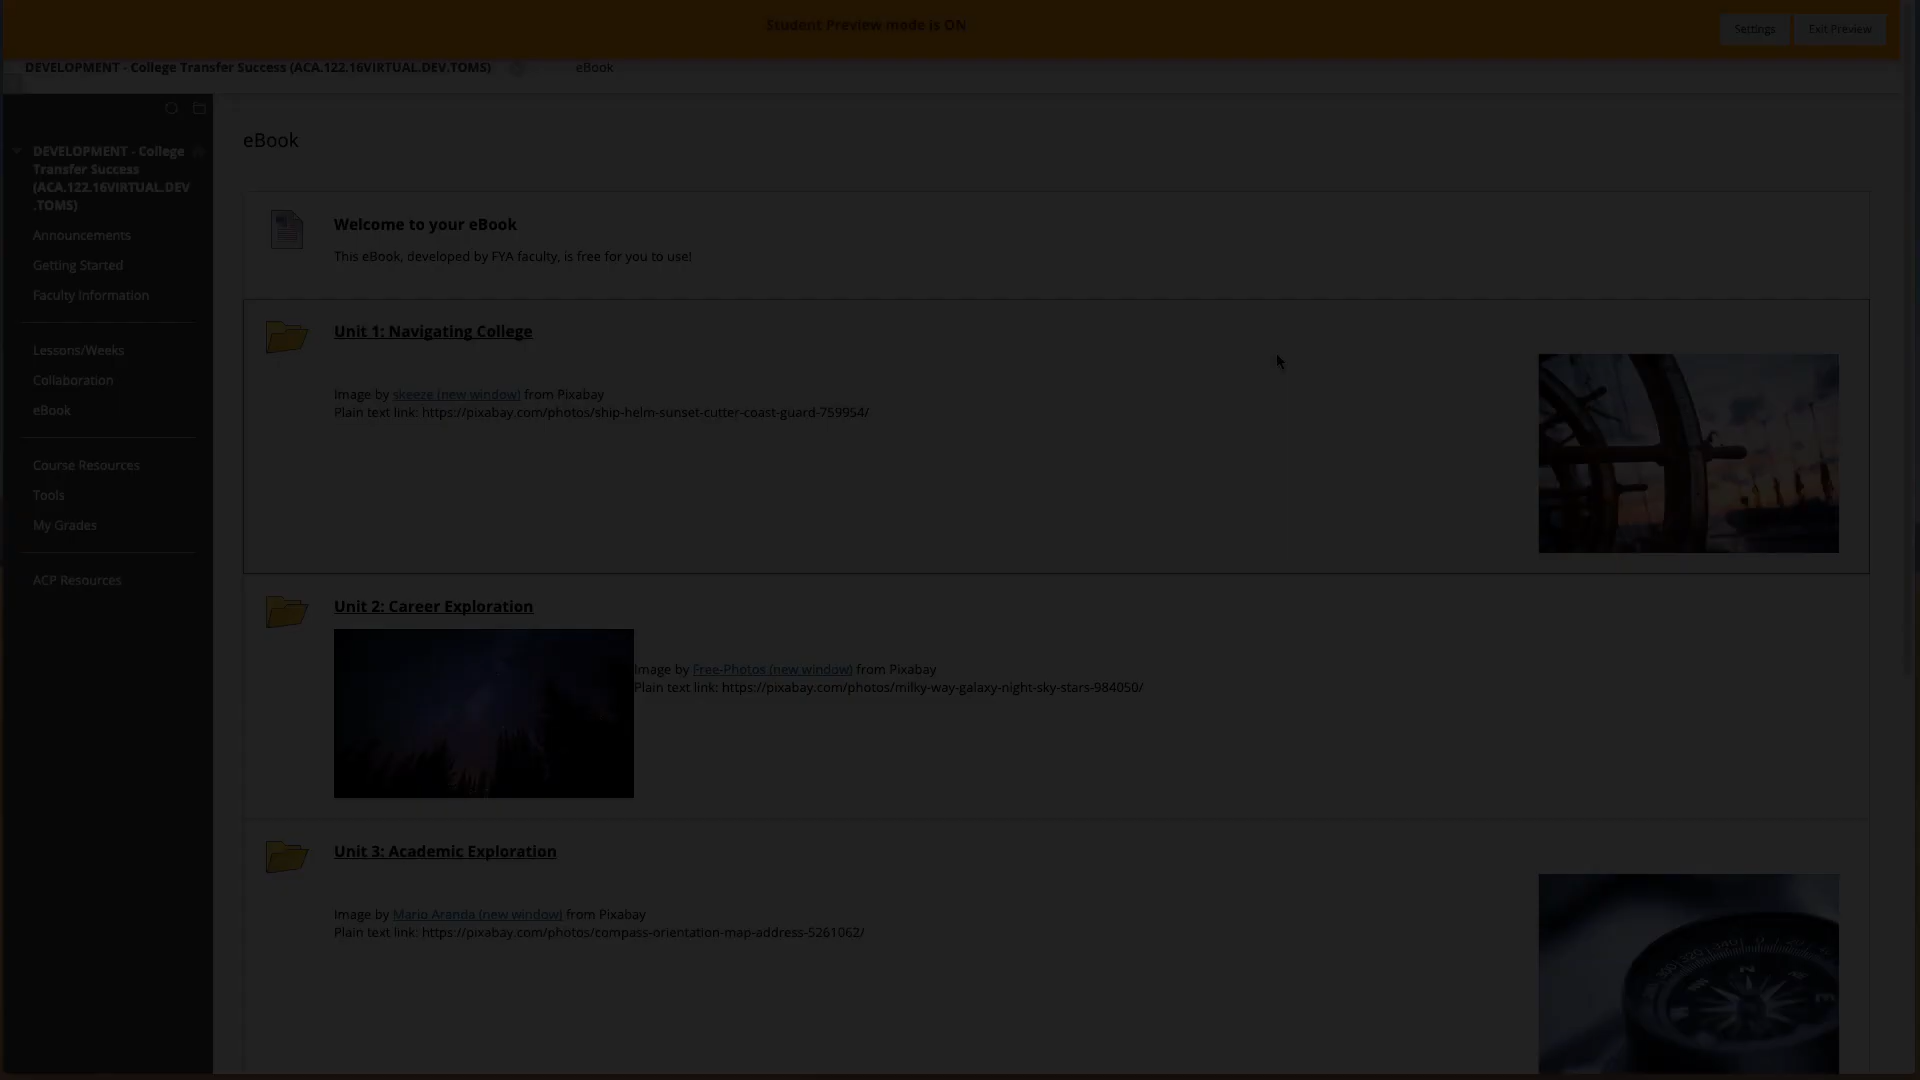 Student Preview mode is ON
Settings
Exit Preview
DEVELOPMENT - College Transfer Success (ACA.122.16VIRTUAL.DEV.TOMS)
eBook
DEVELOPMENT - College
Transfer Success
(ACA.122.16VIRTUAL.DEV
.TOMS)
Announcements
Getting Started
Faculty Information
Lessons/Weeks
Collaboration
eBook
Course Resources
Tools
My Grades
ACP Resources
eBook
Welcome to your eBook
This eBook, developed by FYA faculty, is free for you to use!
Unit 1: Navigating College
Image by skeeze (new window) from Pixabay
Plain text link: https://pixabay.com/photos/ship-helm-sunset-cutter-coast-guard-759954/
Unit 2: Career Exploration
Image by Free-Photos (new window) from Pixabay
Plain text link: https://pixabay.com/photos/milky-way-galaxy-night-sky-stars-984050/
Unit 3: Academic Exploration
Image by Mario Aranda (new window) from Pixabay
Plain text link: https://pixabay.com/photos/compass-orientation-map-address-5261062/
N
E